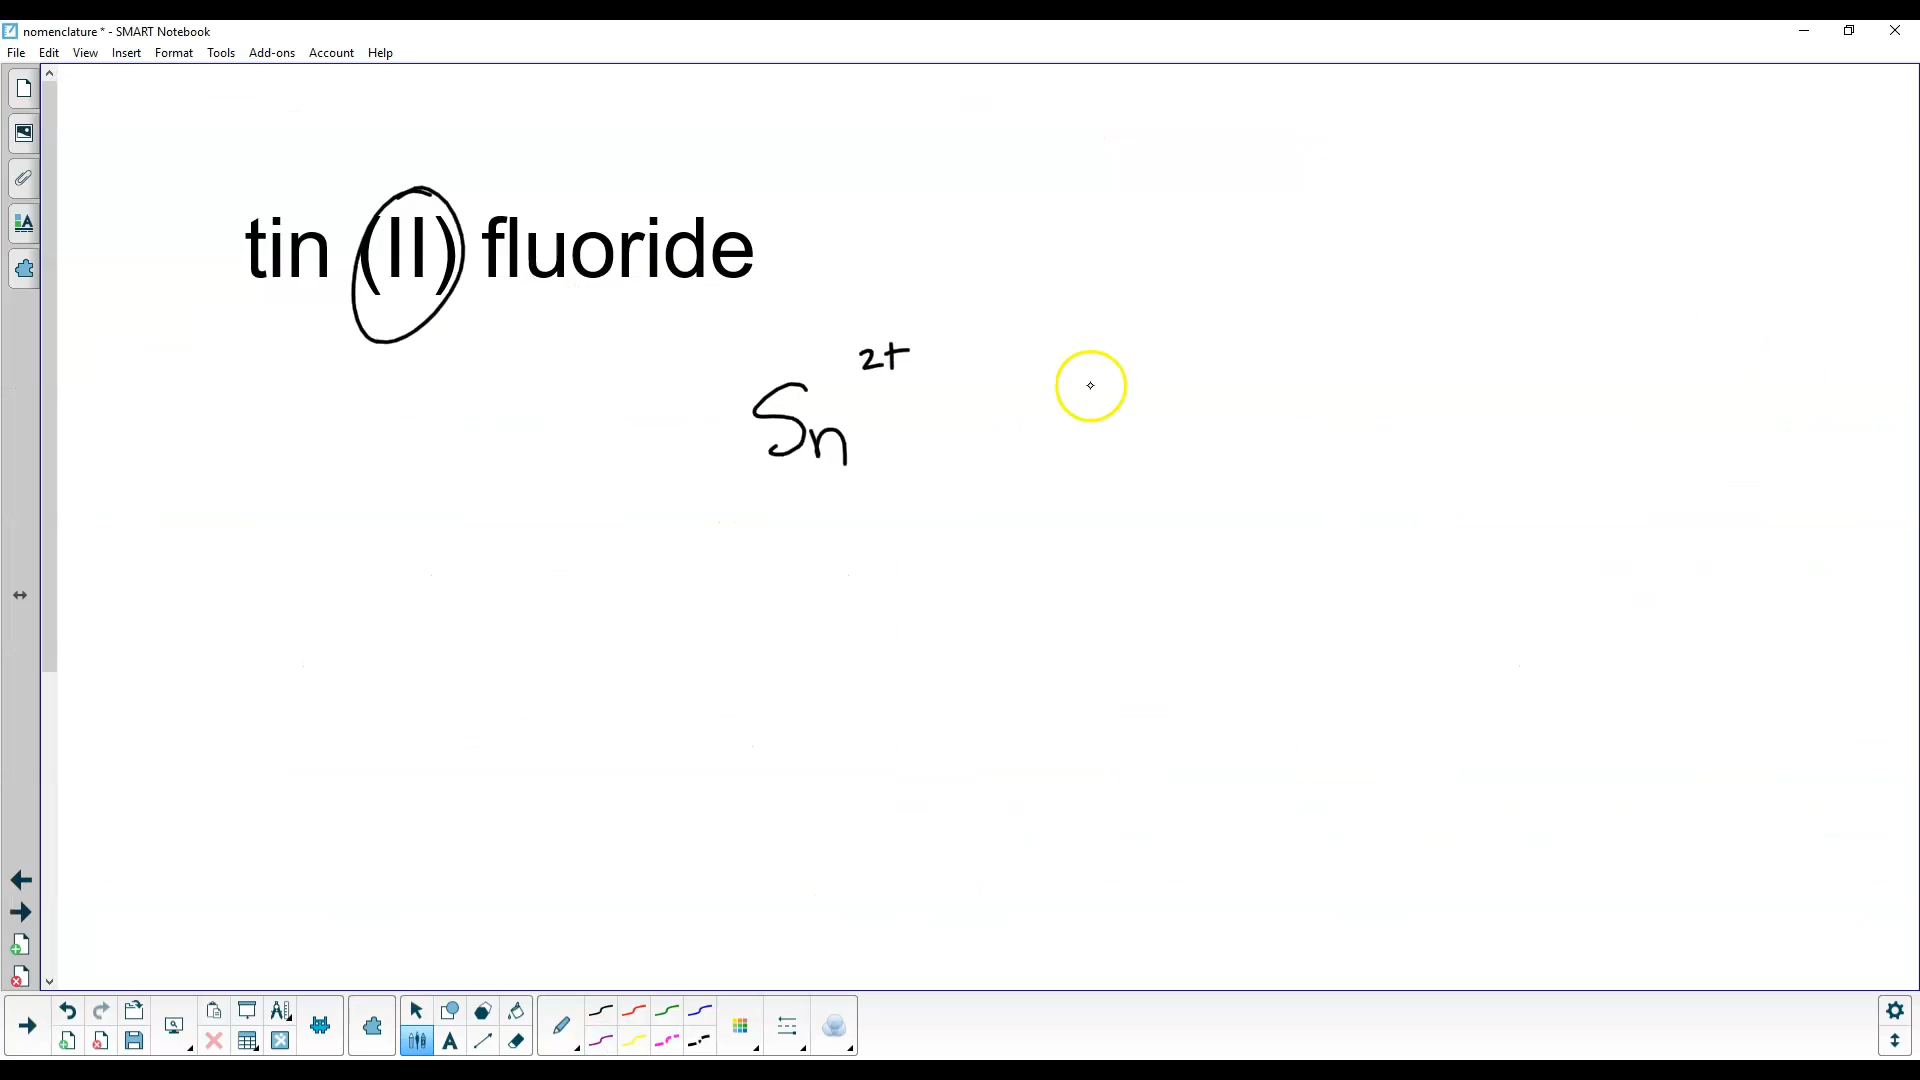 nomenclature * - SMART Notebook
File Edit View Insert Format Tools Add-ons Account Help
tin (II) fluoride
2+
Sn